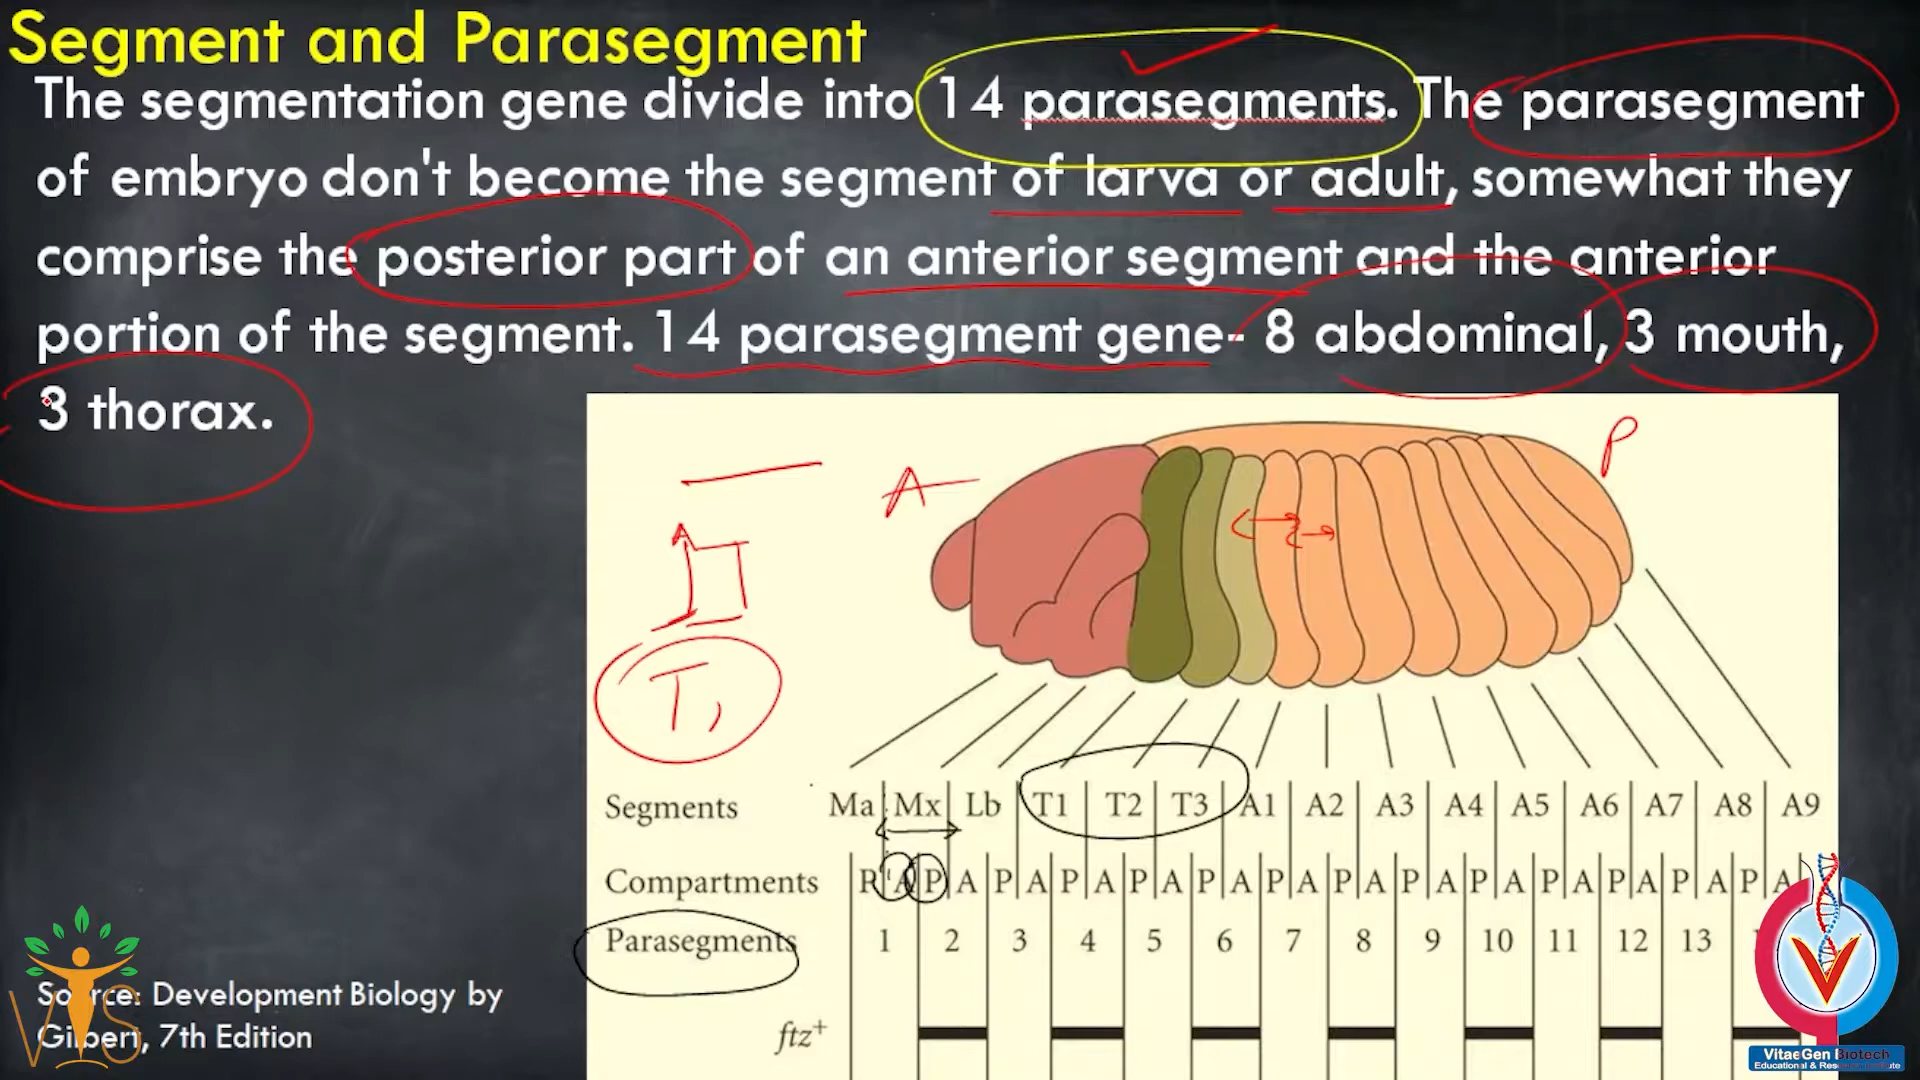 Segment and Parasegment
The segmentation gene divide into 14 parasegments. The parasegment
of embryo don't become the segment of larva or adult, somewhat they
comprise the posterior part of an anterior segment and the anterior
portion of the segment. 14 parasegment gene- 8 abdominal, 3 mouth,
3 thorax.
A
P
T1
Segments Ma Mx Lb T1 T2 T3 A1 A2 A3 A4 A5 A6 A7 A8 A9
Compartments P A P A P A P A P A P A P A P A P A P A P A P A P A P A
Parasegments 1 2 3 4 5 6 7 8 9 10 11 12 13
ftz+
Source: Development Biology by
Gilbert, 7th Edition
VIS
V
VitaeGen Biotech
Educational & Research Institute